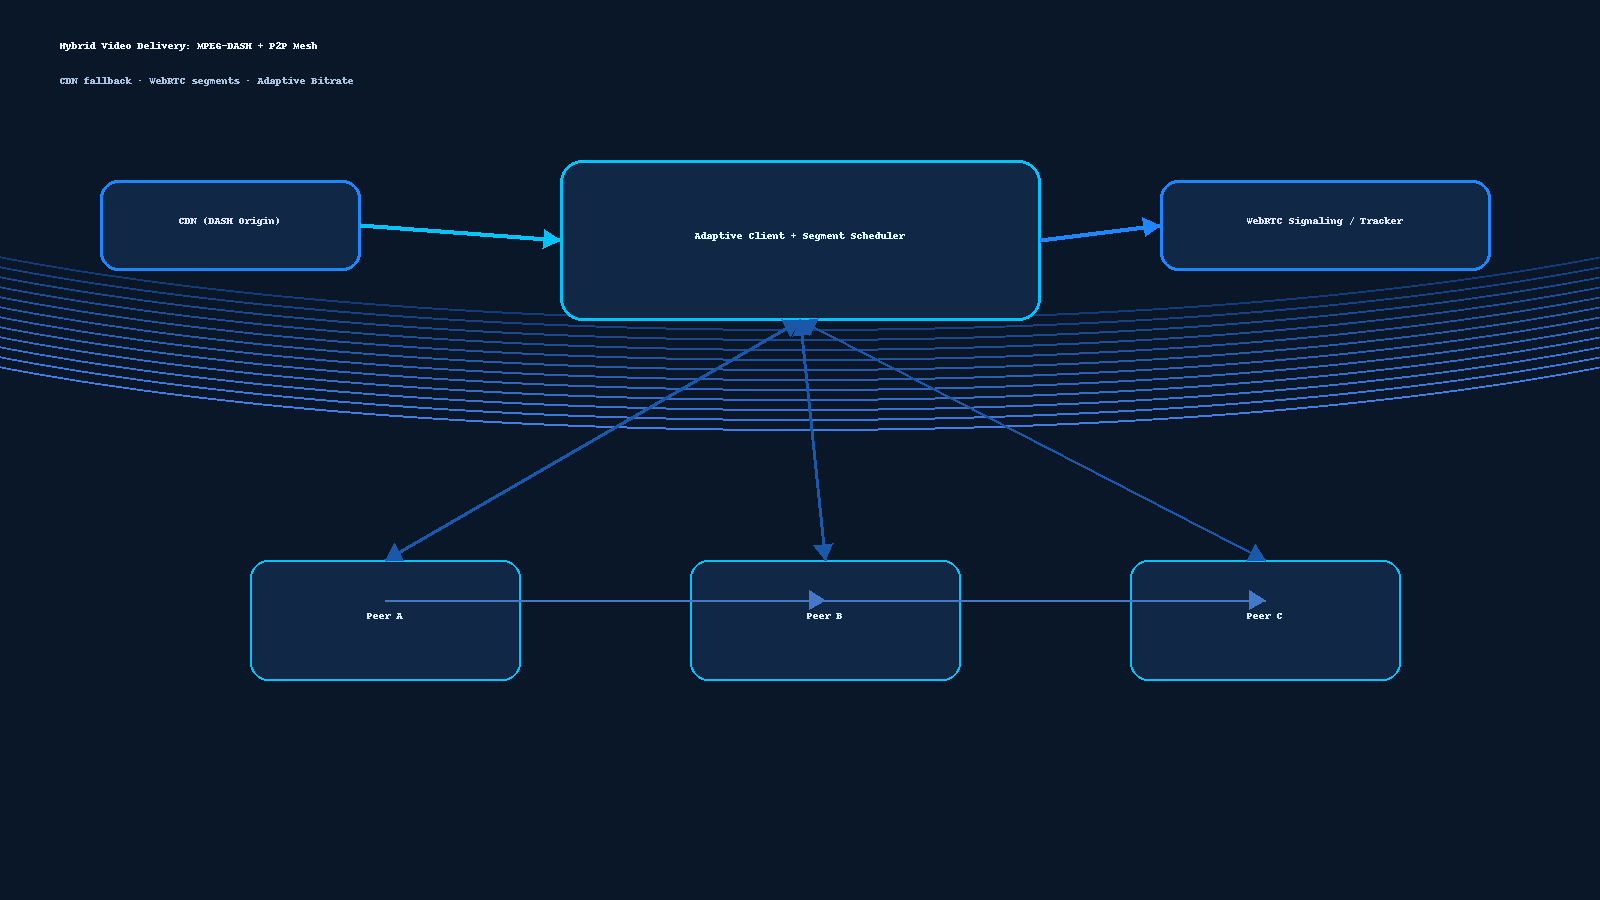 Hybrid Video Delivery: MPEG-DASH + P2P Mesh
CDN fallback · WebRTC segments · Adaptive Bitrate
CDN (DASH Origin)
Adaptive Client + Segment Scheduler
WebRTC Signaling / Tracker
Peer A
Peer B
Peer C